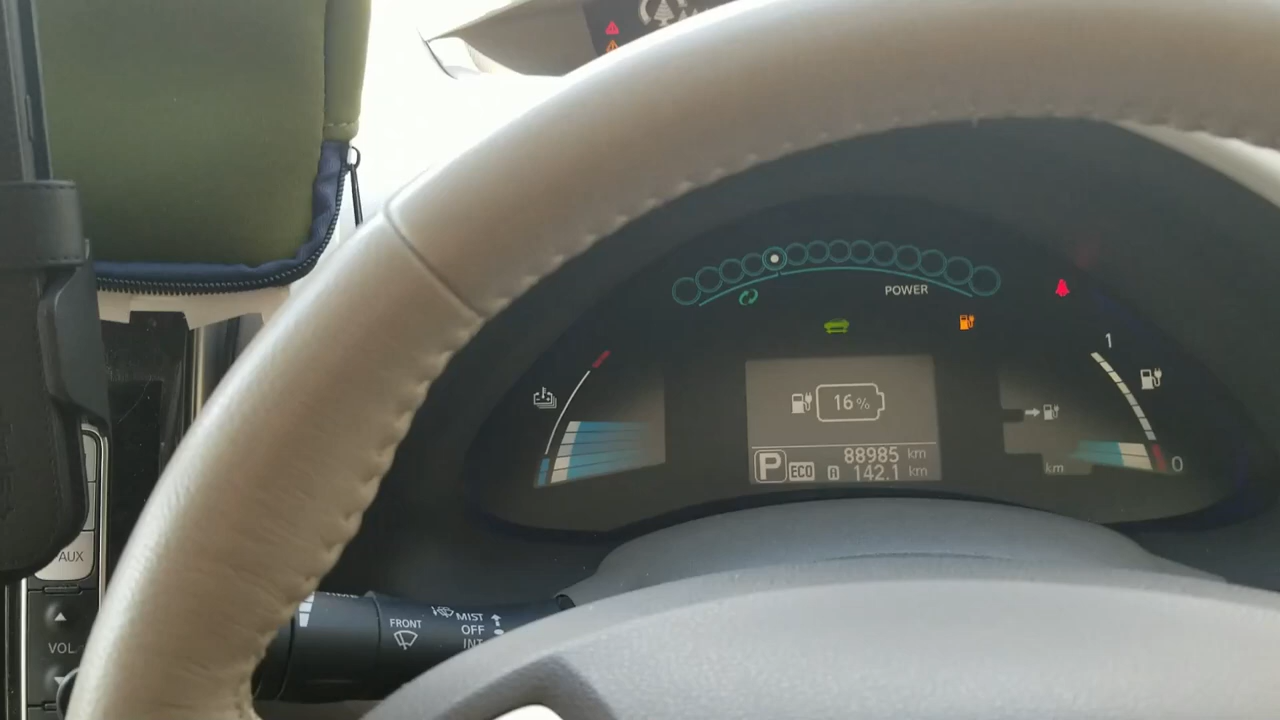 POWER
1
16%
88985 km
P ECO A 142.1 km
km
0
AUX
VOL
FRONT
MIST
OFF
INT